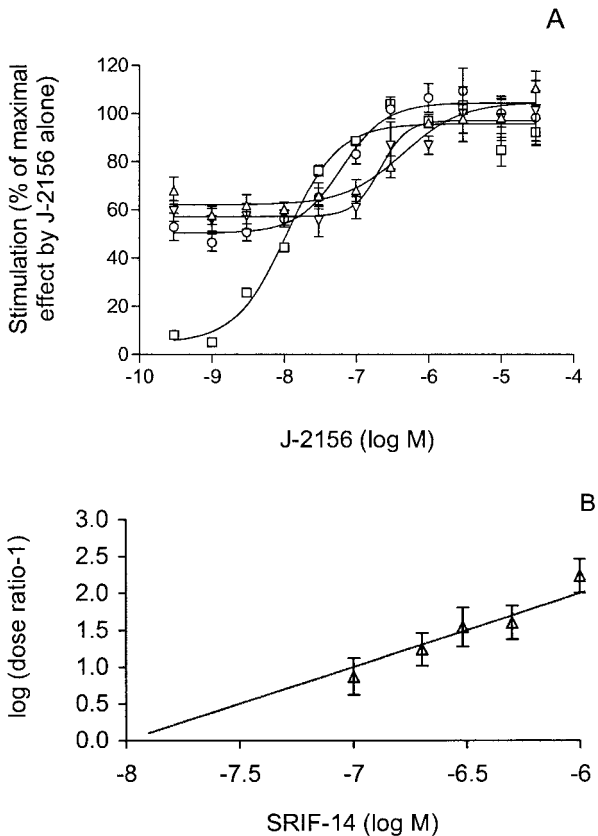 A
Stimulation (% of maximal
effect by J-2156 alone)
120
100
80
60
40
20
0
-10 -9 -8 -7 -6 -5 -4
J-2156 (log M)
B
log (dose ratio-1)
3.0
2.5
2.0
1.5
1.0
0.5
0.0
-8 -7.5 -7 -6.5 -6
SRIF-14 (log M)